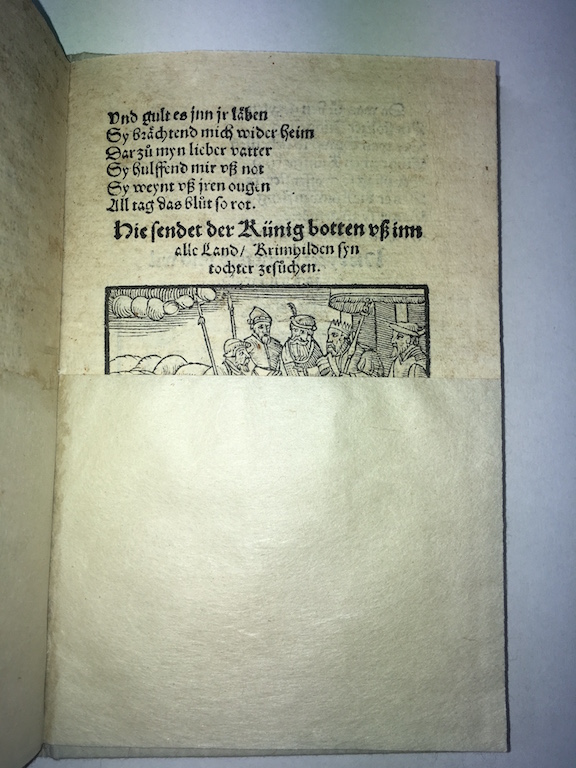 Vnd gult es jnn jr läben
Sy brächtend mich wider heim
Dar zů myn lieber vatter
Sy hulffend mir vß not
Sy weynt vß jren ougen
All tag das blůt so rot.
Hie sendet der Künig botten vß inn
alle Land/ Krimhilden syn
tochter zesůchen.